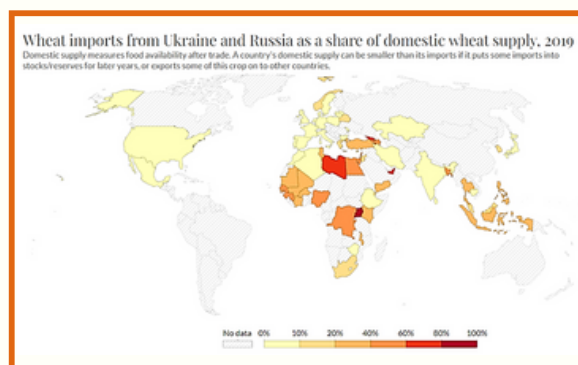 Wheat imports from Ukraine and Russia as a share of domestic wheat supply, 2019
Domestic supply measures food availability after trade. A country's domestic supply can be smaller than its imports if it puts some imports into
stocks/reserves for later years, or exports some of this crop on to other countries.
No data 0% 10% 20% 40% 60% 80% 100%